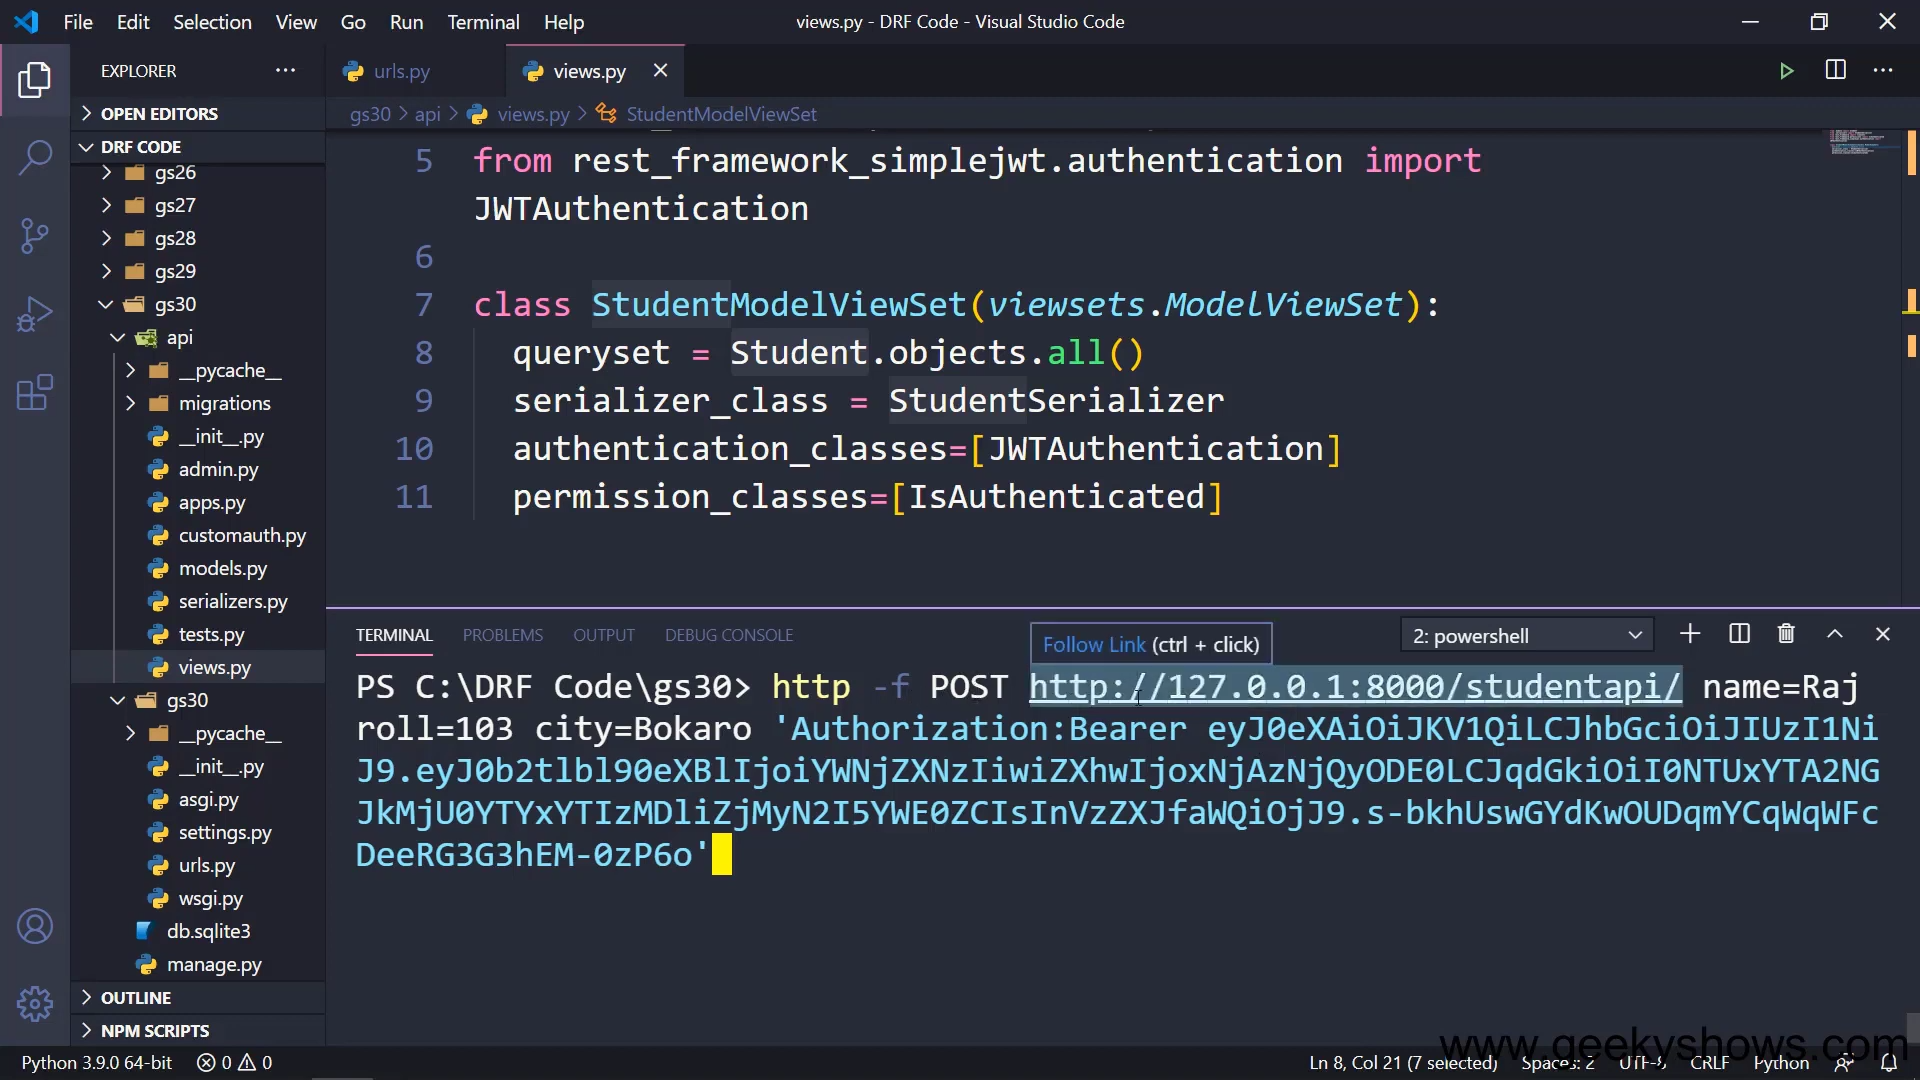 File Edit Selection View Go Run Terminal Help views.py - DRF Code - Visual Studio Code
EXPLORER ... urls.py views.py
OPEN EDITORS
DRF CODE
gs30 > api > views.py > StudentModelViewSet
gs26
gs27
gs28
gs29
gs30
api
__pycache__
migrations
__init__.py
admin.py
apps.py
customauth.py
models.py
serializers.py
tests.py
views.py
gs30
__pycache__
__init__.py
asgi.py
settings.py
urls.py
wsgi.py
db.sqlite3
manage.py
OUTLINE
NPM SCRIPTS
5 from rest_framework_simplejwt.authentication import
JWTAuthentication
6
7 class StudentModelViewSet(viewsets.ModelViewSet):
8 queryset = Student.objects.all()
9 serializer_class = StudentSerializer
10 authentication_classes=[JWTAuthentication]
11 permission_classes=[IsAuthenticated]
TERMINAL PROBLEMS OUTPUT DEBUG CONSOLE Follow Link (ctrl + click) 2: powershell
PS C:\DRF Code\gs30> http -f POST http://127.0.0.1:8000/studentapi/ name=Raj
roll=103 city=Bokaro 'Authorization:Bearer eyJ0eXAiOiJKV1QiLCJhbGciOiJIUzI1Ni
J9.eyJ0b2tlbl90eXBlIjoiYWNjZXNzIiwiZXhwIjoxNjAzNjQyODE0LCJqdGkiOiI0NTUxYTA2NG
JkMjU0YTYxYTIzMDliZjMyN2I5YWE0ZCIsInVzZXJfaWQiOjJ9.s-bkhUswGYdKwOUDqmYCqWqWFc
DeeRG3G3hEM-0zP6o'
www.geekyshows.com
Python 3.9.0 64-bit 0 0 Ln 8, Col 21 (7 selected) Spaces: 2 UTF-8 CRLF Python